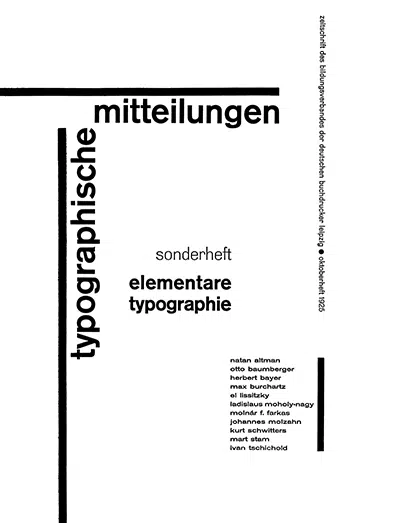 typographische
mitteilungen
zeitschrift des bildungsverbandes der deutschen buchdrucker leipzig ● oktoberheft 1925
sonderheft
elementare
typographie
natan altman
otto baumberger
herbert bayer
max burchartz
el lissitzky
ladislaus moholy-nagy
molnár f. farkas
johannes molzahn
kurt schwitters
mart stam
ivan tschichold